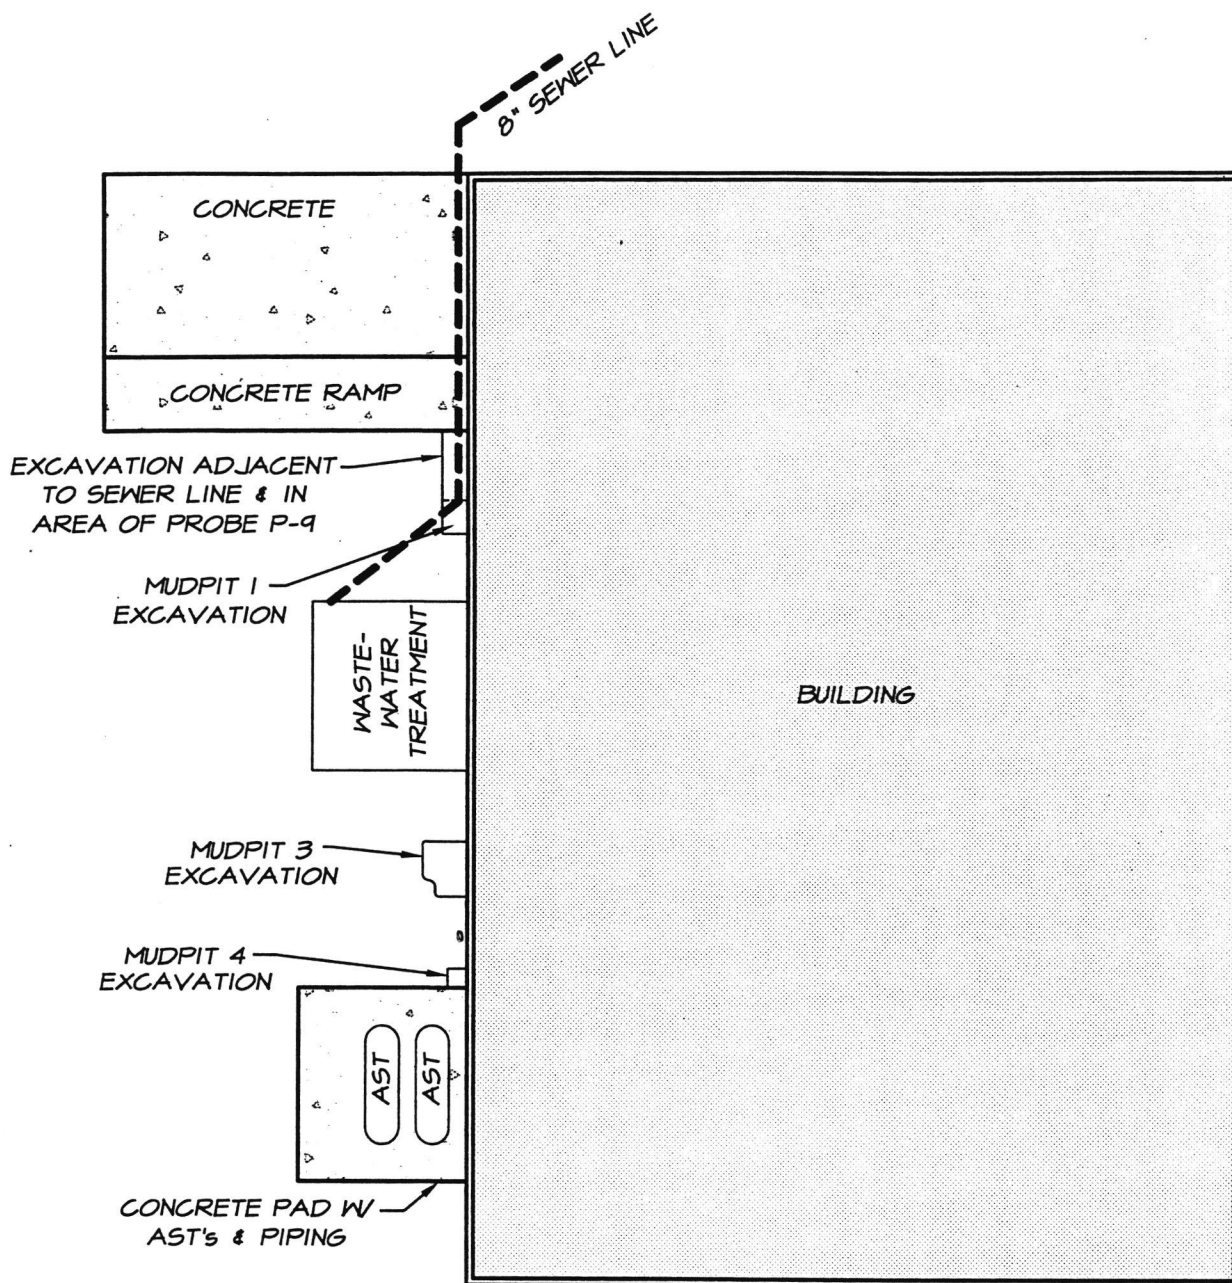 8" SEWER LINE
CONCRETE
CONCRETE RAMP
EXCAVATION ADJACENT
TO SEWER LINE & IN
AREA OF PROBE P-9
MUDPIT 1
EXCAVATION
WASTE-
WATER
TREATMENT
BUILDING
MUDPIT 3
EXCAVATION
MUDPIT 4
EXCAVATION
AST
AST
CONCRETE PAD W/
AST's & PIPING